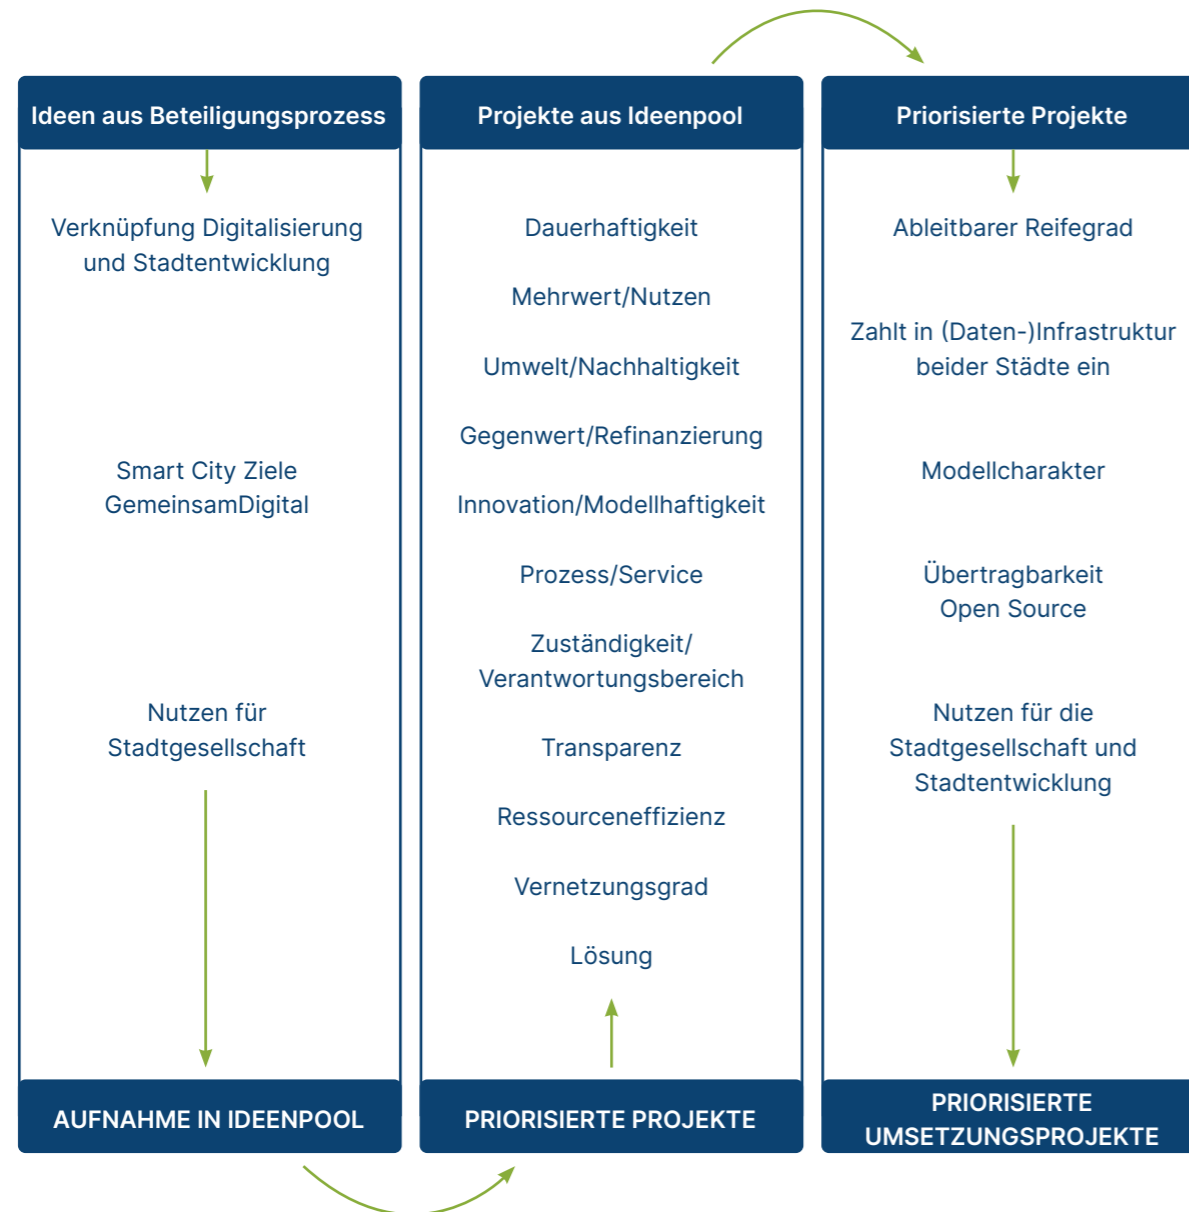 Ideen aus Beteiligungsprozess
Verknüpfung Digitalisierung
und Stadtentwicklung
Smart City Ziele
GemeinsamDigital
Nutzen für
Stadtgesellschaft
AUFNAHME IN IDEENPOOL
Projekte aus Ideenpool
Dauerhaftigkeit
Mehrwert/Nutzen
Umwelt/Nachhaltigkeit
Gegenwert/Refinanzierung
Innovation/Modellhaftigkeit
Prozess/Service
Zuständigkeit/
Verantwortungsbereich
Transparenz
Ressourceneffizienz
Vernetzungsgrad
Lösung
PRIORISIERTE PROJEKTE
Priorisierte Projekte
Ableitbarer Reifegrad
Zahlt in (Daten-)Infrastruktur
beider Städte ein
Modellcharakter
Übertragbarkeit
Open Source
Nutzen für die
Stadtgesellschaft und
Stadtentwicklung
PRIORISIERTE
UMSETZUNGSPROJEKTE